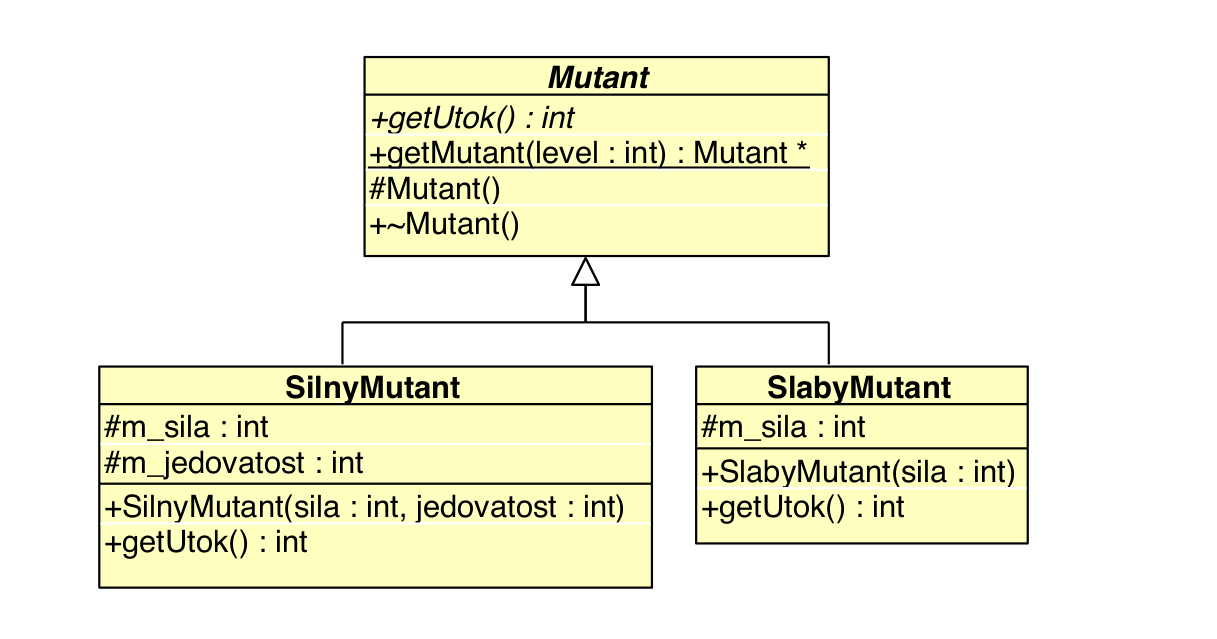 Mutant
+getUtok() : int
+getMutant(level : int) : Mutant *
#Mutant()
+~Mutant()
SilnyMutant
#m_sila : int
#m_jedovatost : int
+SilnyMutant(sila : int, jedovatost : int)
+getUtok() : int
SlabyMutant
#m_sila : int
+SlabyMutant(sila : int)
+getUtok() : int